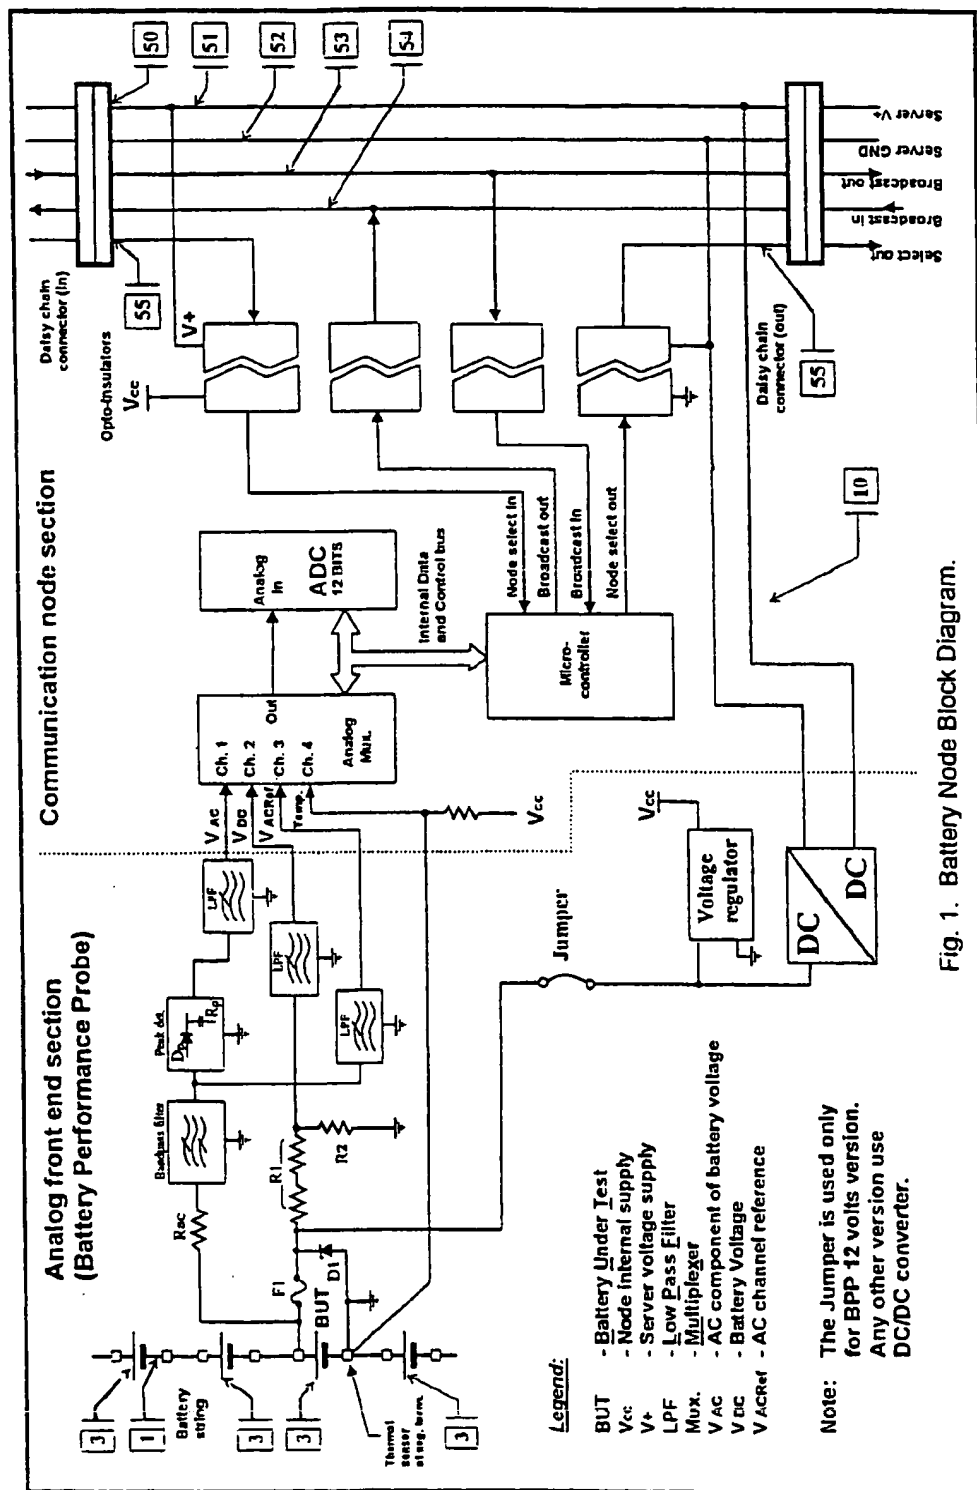 Analog front end section
(Battery Performance Probe)
Communication node section
3
1
Battery
string
3
3
3
Thermal
sensor
at neg. term.
BUT
F1
D1
Rac
R1
R2
Bandpass filter
Peak det.
Dp
Rp
LPF
LPF
LPF
V AC
V DC
V ACRef.
Temp.
Ch. 1
Ch. 2
Ch. 3
Ch. 4
Out
Analog
Mux.
Analog
In
ADC
12 BITS
Internal Data
and Control bus
Micro-
controller
Node select In
Broadcast out
Broadcast In
Node select out
Vcc
Opto-Insulators
V+
Daisy chain
connector (In)
55
50
51
52
53
54
Vcc
Jumper
Voltage
regulator
Vcc
DC
DC
10
Daisy chain
connector (out)
55
Select out
Broadcast in
Broadcast out
Server GND
Server V+
Legend:
BUT - Battery Under Test
Vcc - Node internal supply
V+ - Server voltage supply
LPF - Low Pass Filter
Mux. - Multiplexer
V AC - AC component of battery voltage
V DC - Battery Voltage
V ACRef - AC channel reference
Note: The Jumper is used only
for BPP 12 volts version.
Any other version use
DC/DC converter.
Fig. 1. Battery Node Block Diagram.